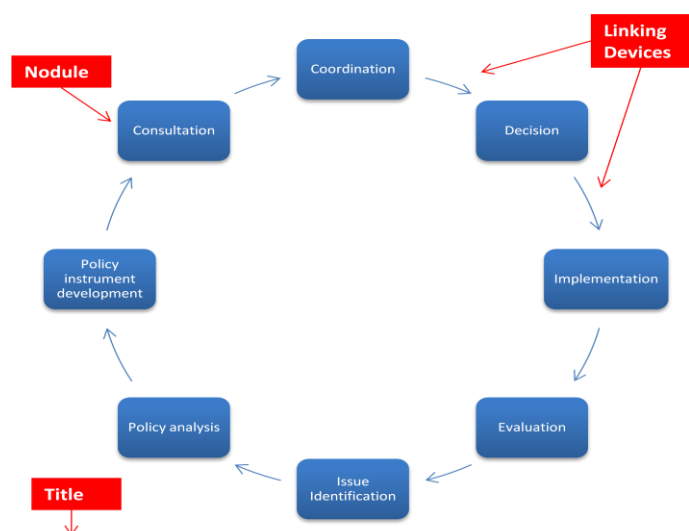 Linking
Devices
Nodule
Coordination
Consultation
Decision
Policy
instrument
development
Implementation
Policy analysis
Evaluation
Issue
Identification
Title